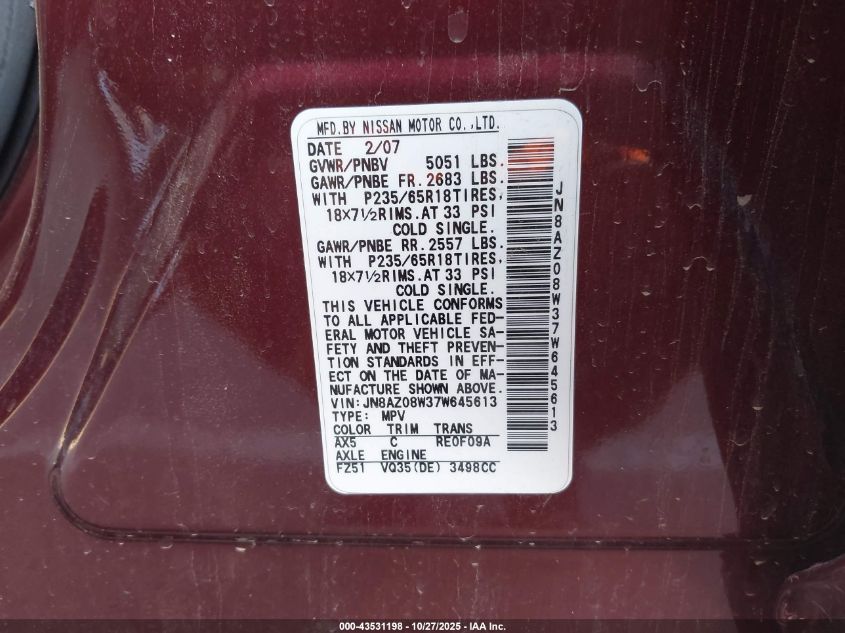 MFD.BY NISSAN MOTOR CO.,LTD.
DATE 2/07
GVWR/PNBV 5051 LBS.
GAWR/PNBE FR.2683 LBS.
WITH P235/65R18TIRES,
18X7½RIMS.AT 33 PSI
COLD SINGLE.
GAWR/PNBE RR.2557 LBS.
WITH P235/65R18TIRES,
18X7½RIMS.AT 33 PSI
COLD SINGLE.
THIS VEHICLE CONFORMS
TO ALL APPLICABLE FED-
ERAL MOTOR VEHICLE SA-
FETY AND THEFT PREVEN-
TION STANDARDS IN EFF-
ECT ON THE DATE OF MA-
NUFACTURE SHOWN ABOVE.
VIN:JN8AZ08W37W645613
TYPE: MPV
COLOR TRIM TRANS
AX5 C RE0F09A
AXLE ENGINE
FZ51 VQ35(DE) 3498CC
JN8AZ08W37W645613
000-43531198 - 10/27/2025 - IAA Inc.